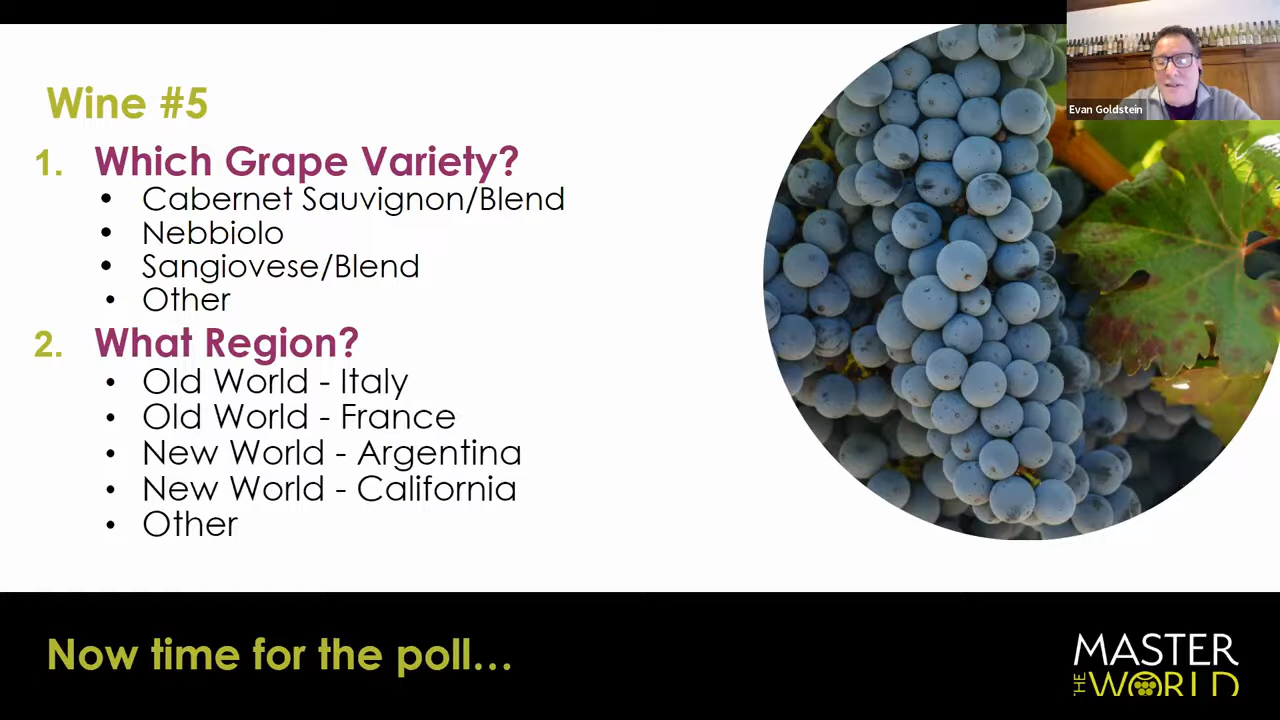 Wine #5
1. Which Grape Variety?
• Cabernet Sauvignon/Blend
• Nebbiolo
• Sangiovese/Blend
• Other
2. What Region?
• Old World - Italy
• Old World - France
• New World - Argentina
• New World - California
• Other
Now time for the poll...
Evan Goldstein
MASTER
THE WORLD